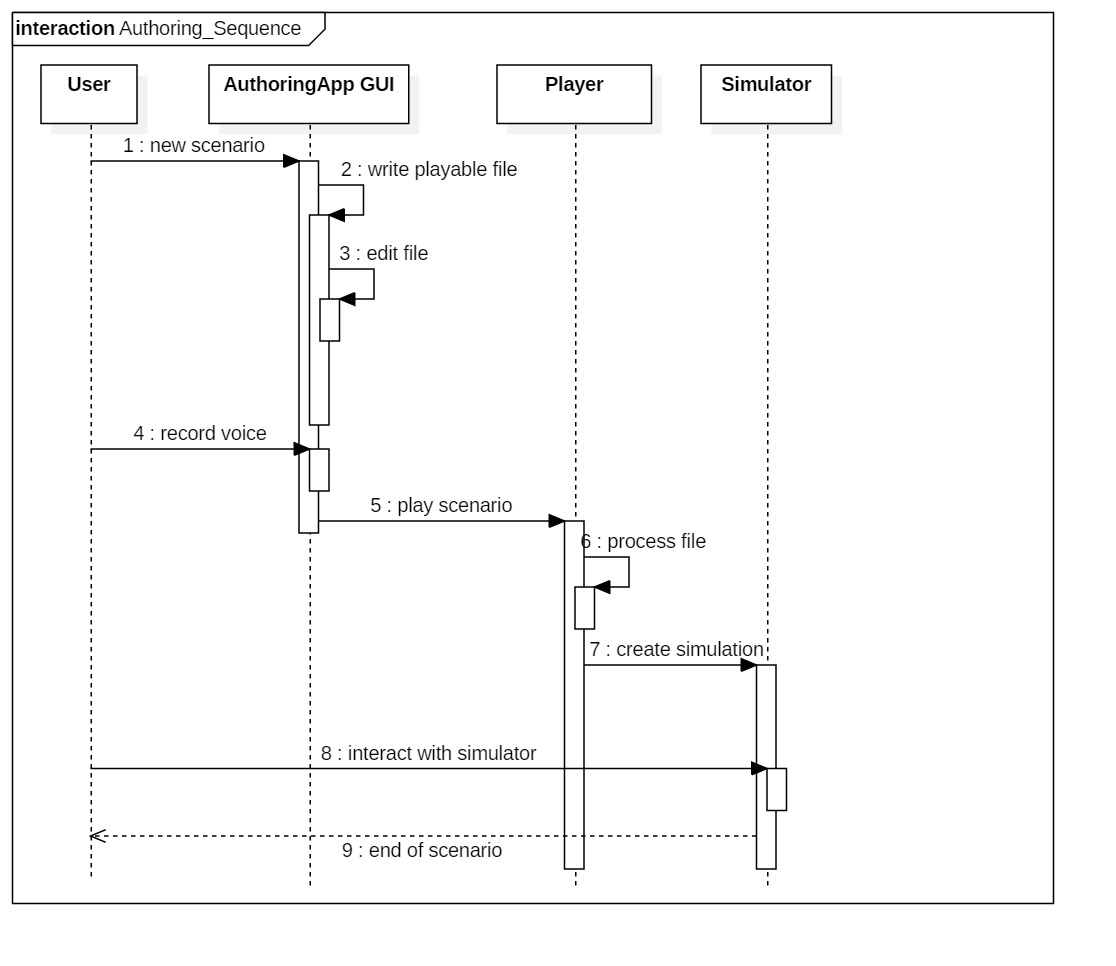 interaction Authoring_Sequence
User
AuthoringApp GUI
Player
Simulator
1 : new scenario
2 : write playable file
3 : edit file
4 : record voice
5 : play scenario
6 : process file
7 : create simulation
8 : interact with simulator
9 : end of scenario